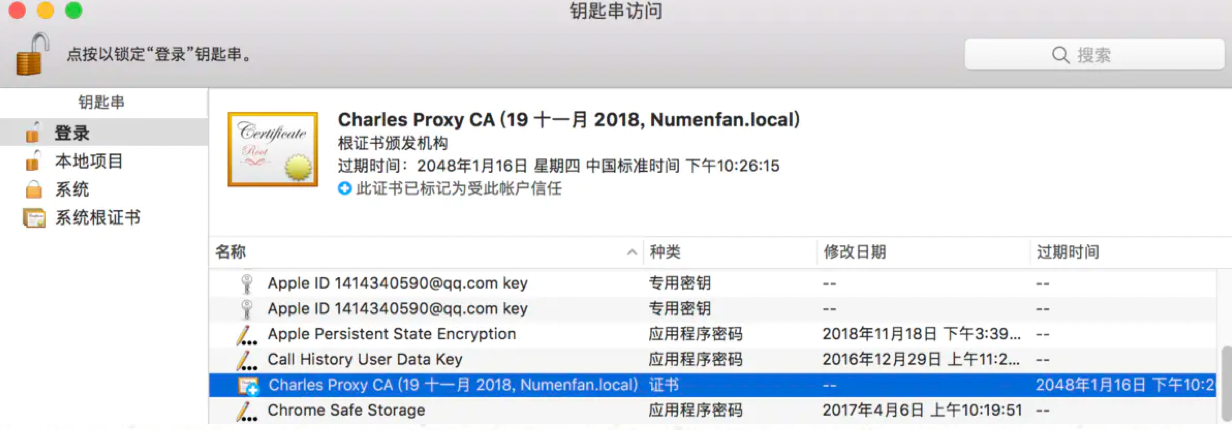 钥匙串访问
点按以锁定“登录”钥匙串。
搜索
钥匙串
登录
本地项目
系统
系统根证书
Certificate
Root
Charles Proxy CA (19 十一月 2018, Numenfan.local)
根证书颁发机构
过期时间：2048年1月16日 星期四 中国标准时间 下午10:26:15
此证书已标记为受此帐户信任
名称 种类 修改日期 过期时间
Apple ID 1414340590@qq.com key 专用密钥 -- --
Apple ID 1414340590@qq.com key 专用密钥 -- --
Apple Persistent State Encryption 应用程序密码 2018年11月18日 下午3:39... --
Call History User Data Key 应用程序密码 2016年12月29日 上午11:2... --
Charles Proxy CA (19 十一月 2018, Numenfan.local) 证书 -- 2048年1月16日 下午10:2
Chrome Safe Storage 应用程序密码 2017年4月6日 上午10:19:51 --